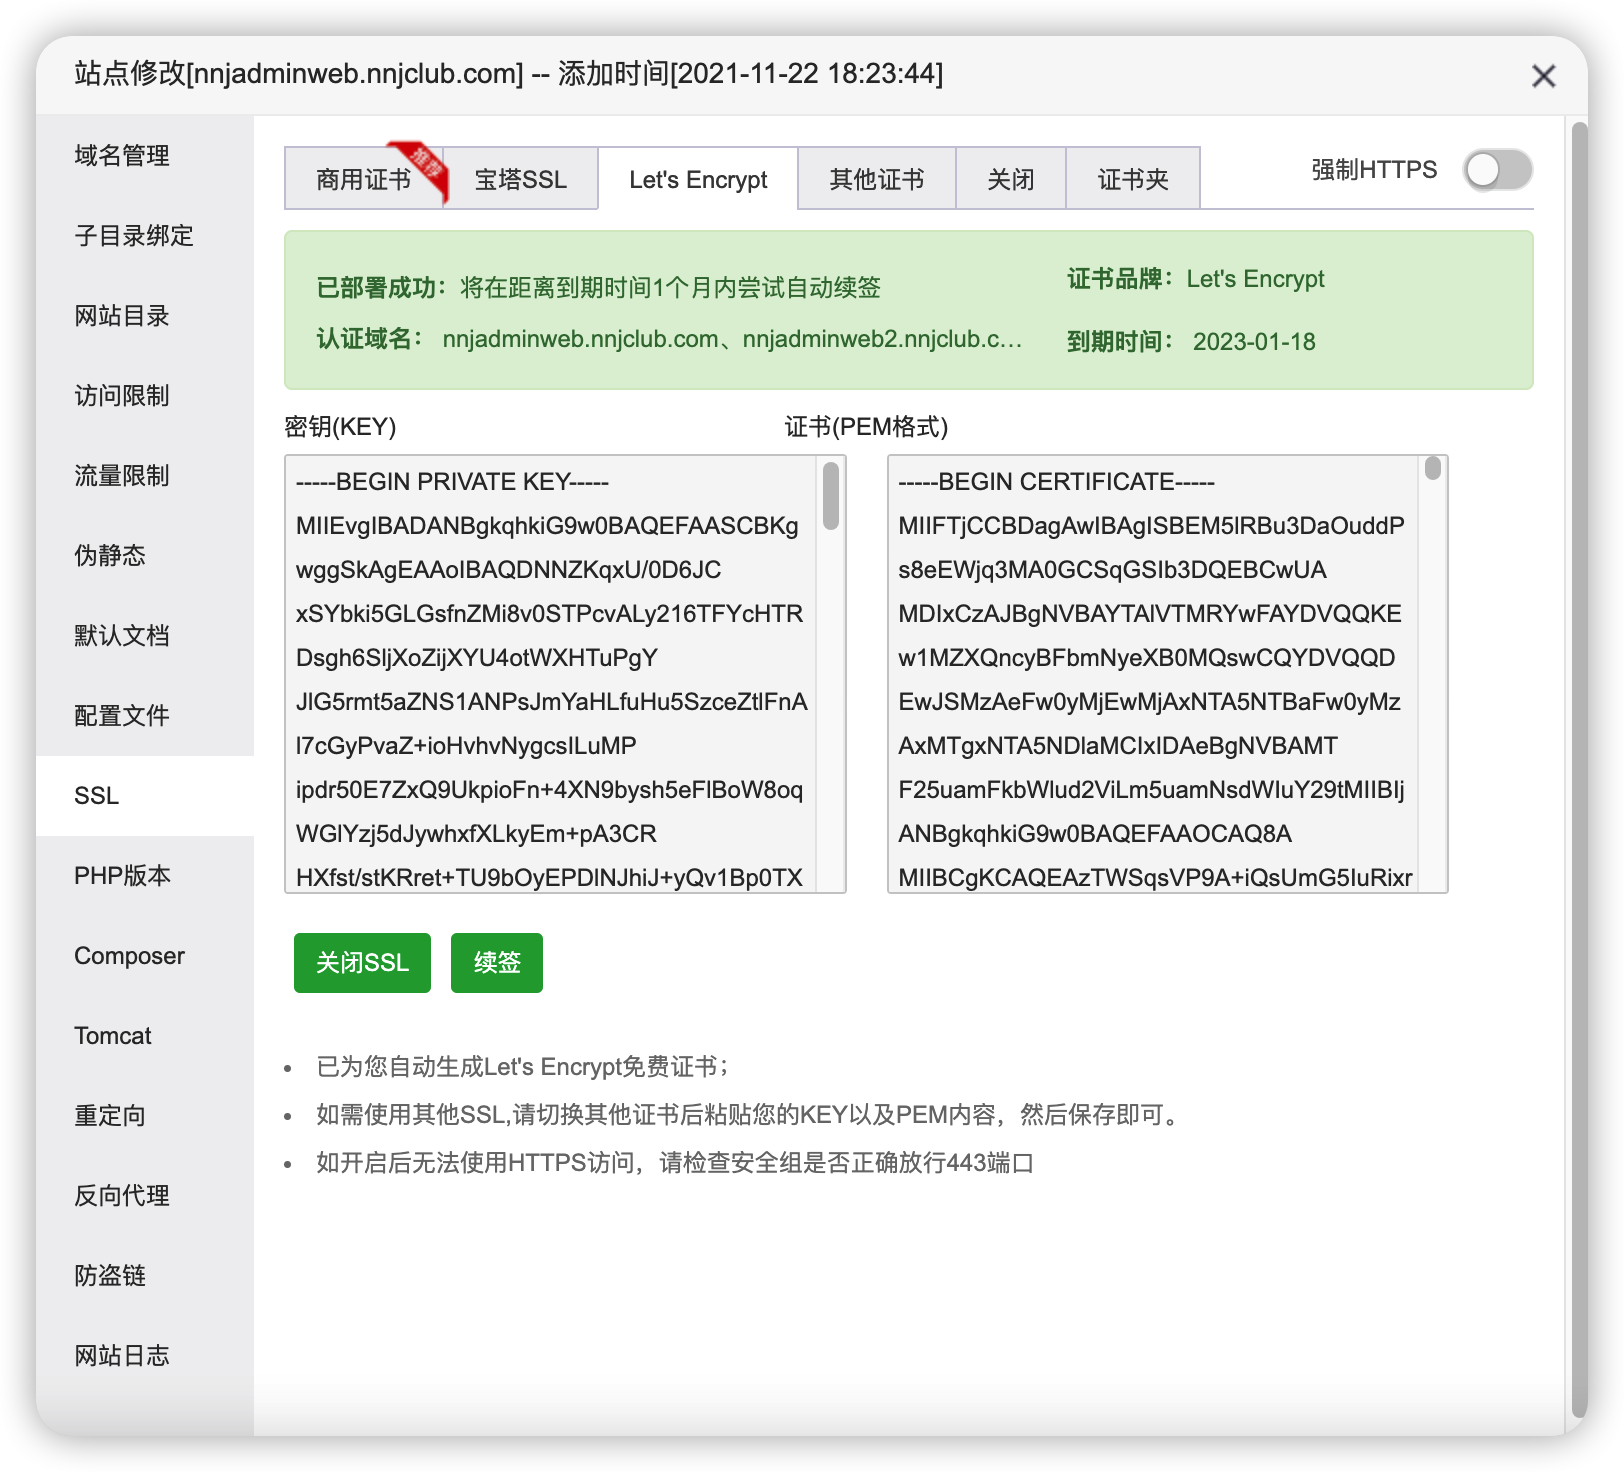 站点修改[nnjadminweb.nnjclub.com] -- 添加时间[2021-11-22 18:23:44]
域名管理
子目录绑定
网站目录
访问限制
流量限制
伪静态
默认文档
配置文件
SSL
PHP版本
Composer
Tomcat
重定向
反向代理
防盗链
网站日志
商用证书
推荐
宝塔SSL
Let's Encrypt
其他证书
关闭
证书夹
强制HTTPS
已部署成功：将在距离到期时间1个月内尝试自动续签
证书品牌：Let's Encrypt
认证域名： nnjadminweb.nnjclub.com、nnjadminweb2.nnjclub.c...
到期时间： 2023-01-18
密钥(KEY)
证书(PEM格式)
-----BEGIN PRIVATE KEY-----
MIIEvgIBADANBgkqhkiG9w0BAQEFAASCBKg
wggSkAgEAAoIBAQDNNZKqxU/0D6JC
xSYbki5GLGsfnZMi8v0STPcvALy216TFYcHTR
Dsgh6SljXoZijXYU4otWXHTuPgY
JlG5rmt5aZNS1ANPsJmYaHLfuHu5SzceZtlFnA
l7cGyPvaZ+ioHvhvNygcsILuMP
ipdr50E7ZxQ9UkpioFn+4XN9bysh5eFlBoW8oq
WGlYzj5dJywhxfXLkyEm+pA3CR
HXfst/stKRret+TU9bOyEPDlNJhiJ+yQv1Bp0TX
-----BEGIN CERTIFICATE-----
MIIFTjCCBDagAwIBAgISBEM5lRBu3DaOuddP
s8eEWjq3MA0GCSqGSIb3DQEBCwUA
MDIxCzAJBgNVBAYTAlVTMRYwFAYDVQQKE
w1MZXQncyBFbmNyeXB0MQswCQYDVQQD
EwJSMzAeFw0yMjEwMjAxNTA5NTBaFw0yMz
AxMTgxNTA5NDlaMCIxIDAeBgNVBAMT
F25uamFkbWlud2ViLm5uamNsdWIuY29tMIIBIj
ANBgkqhkiG9w0BAQEFAAOCAQ8A
MIIBCgKCAQEAzTWSqsVP9A+iQsUmG5IuRixr
关闭SSL
续签
已为您自动生成Let's Encrypt免费证书；
如需使用其他SSL,请切换其他证书后粘贴您的KEY以及PEM内容，然后保存即可。
如开启后无法使用HTTPS访问，请检查安全组是否正确放行443端口